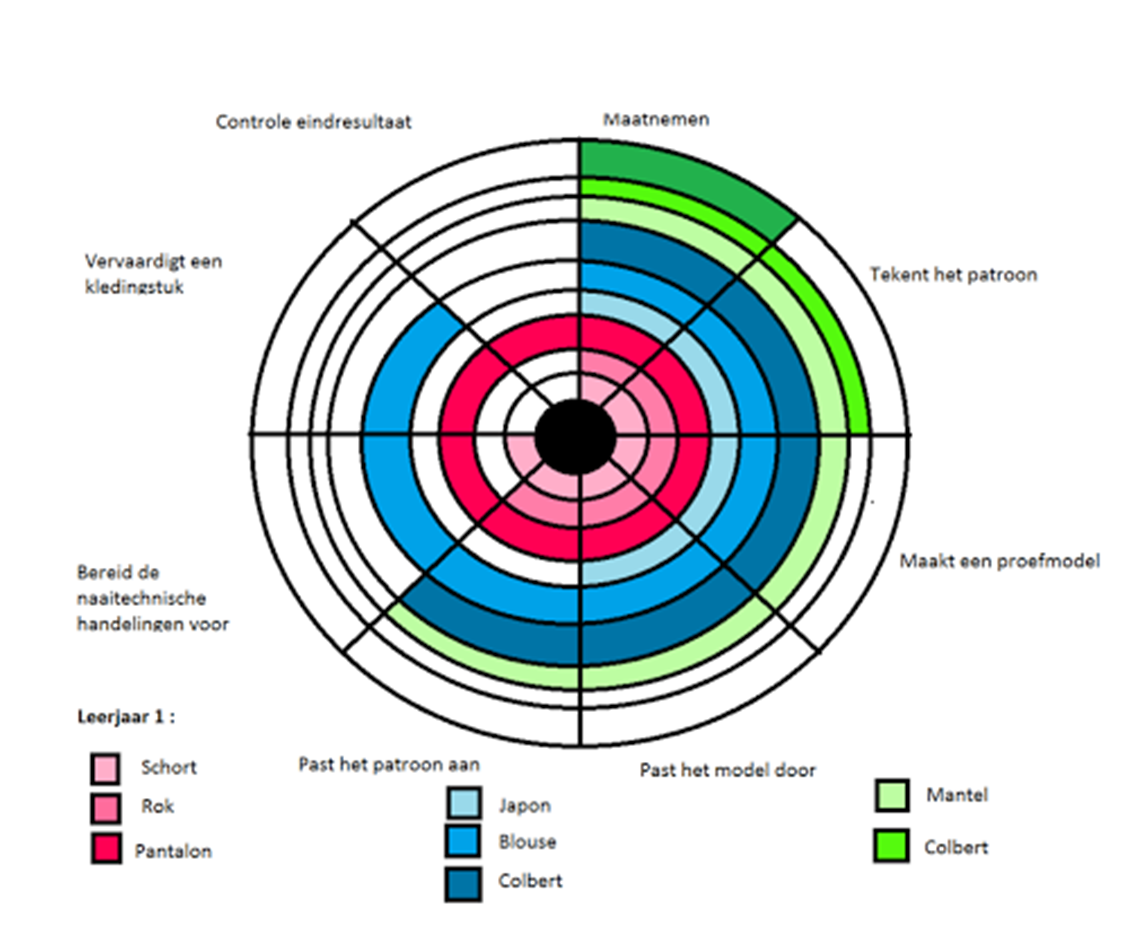 Controle eindresultaat
Maatnemen
Vervaardigt een
kledingstuk
Tekent het patroon
Maakt een proefmodel
Bereid de
naaitechnische
handelingen voor
Leerjaar 1 :
Schort
Rok
Pantalon
Past het patroon aan
Japon
Blouse
Colbert
Past het model door
Mantel
Colbert